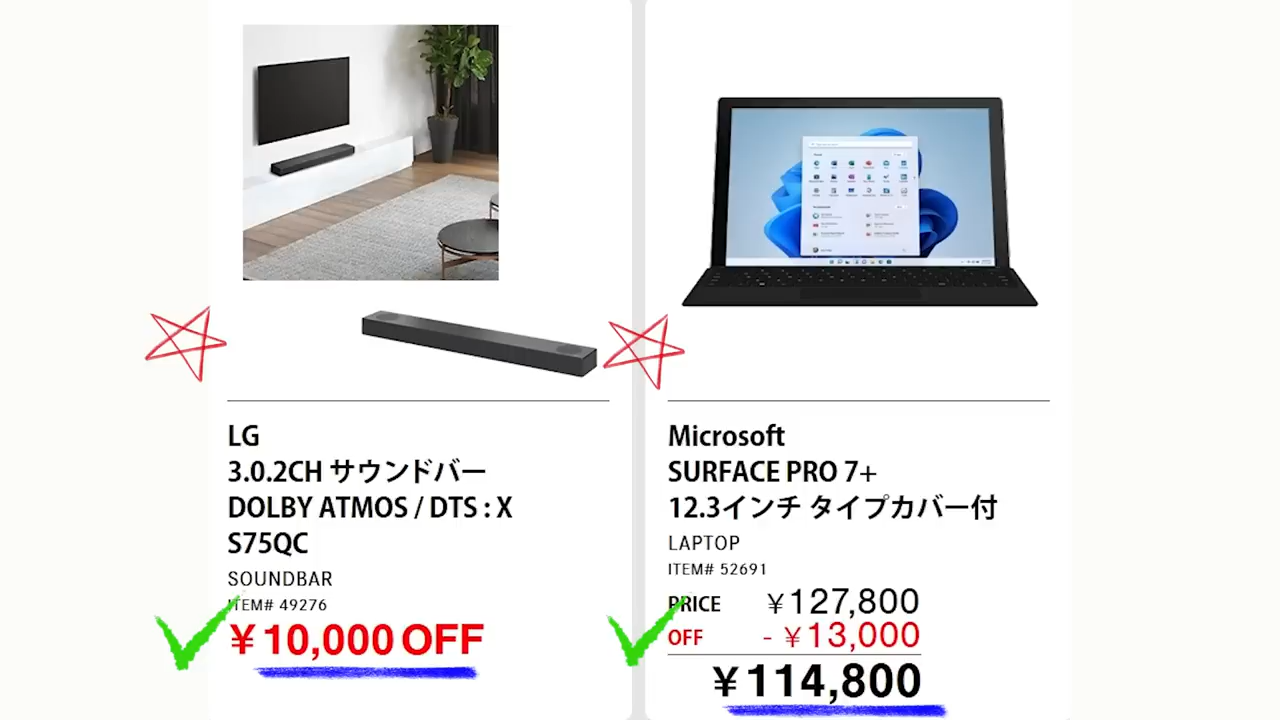 LG
3.0.2CH サウンドバー
DOLBY ATMOS / DTS : X
S75QC
SOUNDBAR
ITEM# 49276
¥10,000 OFF
Microsoft
SURFACE PRO 7+
12.3インチ タイプカバー付
LAPTOP
ITEM# 52691
PRICE ¥127,800
OFF - ¥13,000
¥114,800